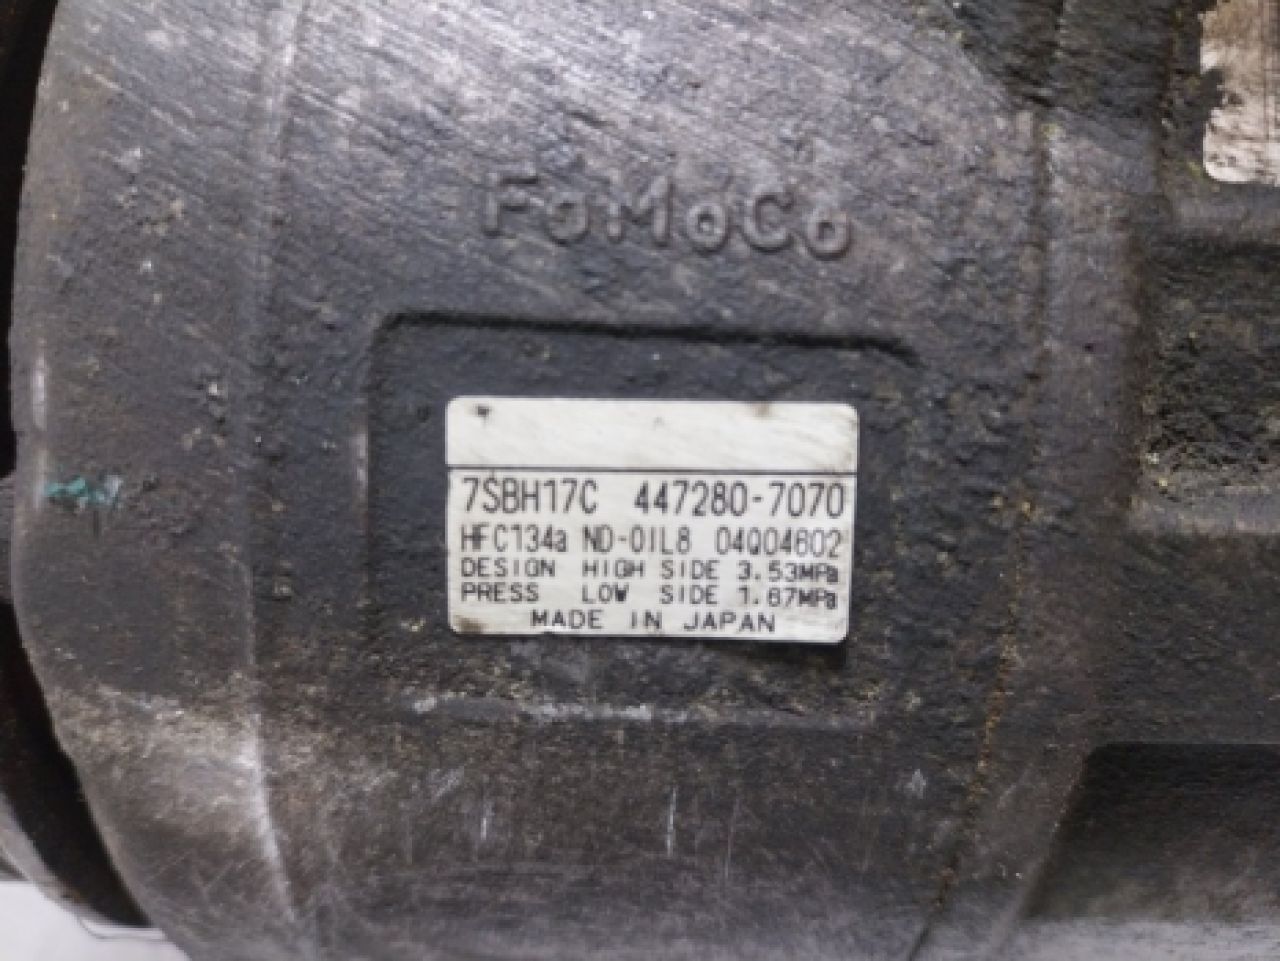 FoMoCo
7SBH17C 447280-7070
HFC134a ND-OIL8 04Q04602
DESIGN HIGH SIDE 3.53MPa
PRESS LOW SIDE 1.67MPa
MADE IN JAPAN